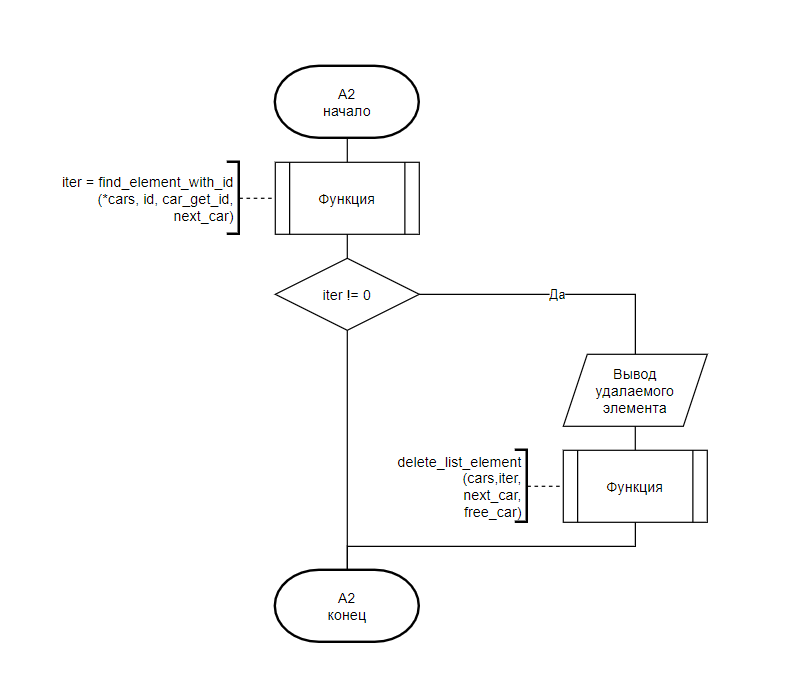 А2
начало
iter = find_element_with_id
(*cars, id, car_get_id,
next_car)
Функция
iter != 0
Да
Вывод
удалаемого
элемента
delete_list_element
(cars,iter,
next_car,
free_car)
Функция
А2
конец